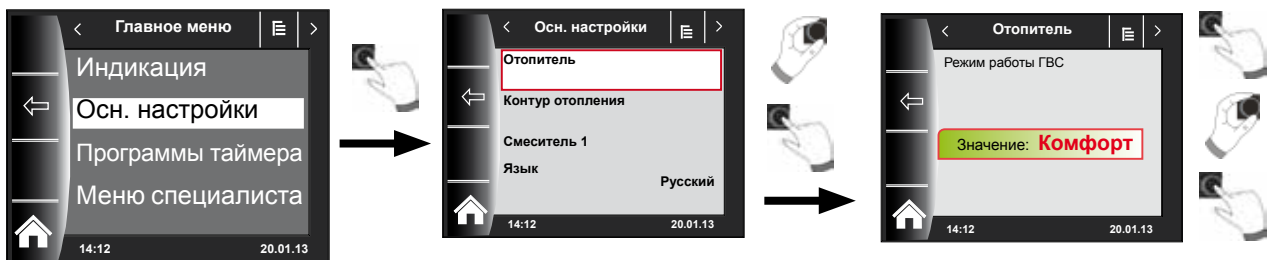 Главное меню
Индикация
Осн. настройки
Программы таймера
Меню специалиста
14:12 20.01.13
Осн. настройки
Отопитель
Контур отопления
Смеситель 1
Язык
Русский
14:12 20.01.13
Отопитель
Режим работы ГВС
Значение: Комфорт
14:12 20.01.13